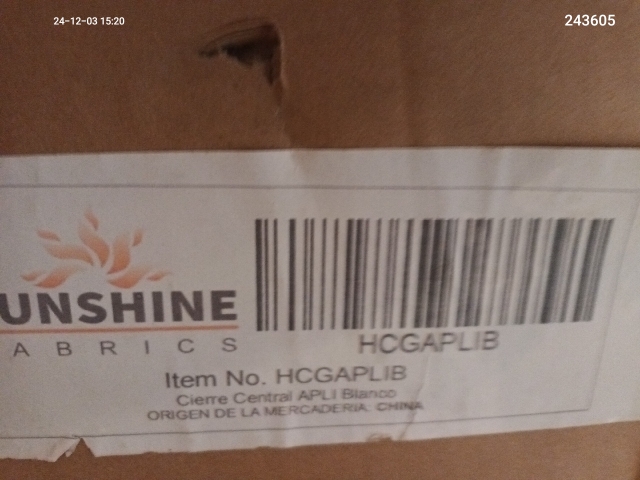 24-12-03 15:20
243605
UNSHINE
ABRICS
HCGAPLIB
Item No. HCGAPLIB
Cierre Central APLI Blanco
ORIGEN DE LA MERCADERIA: CHINA